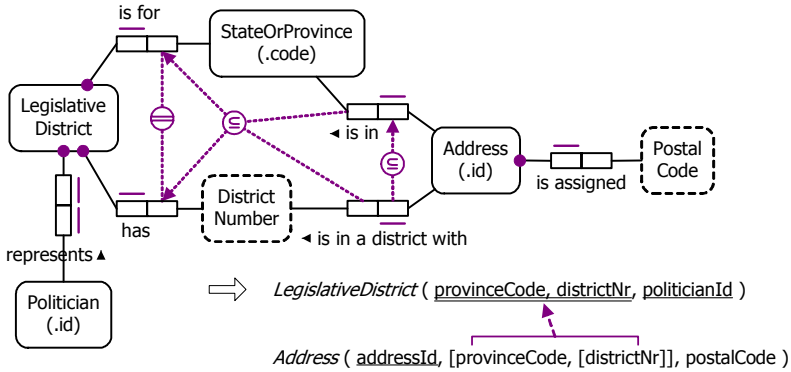 is for
StateOrProvince
(.code)
Legislative
District
◄ is in
Address
(.id)
is assigned
Postal
Code
has
District
Number
◄ is in a district with
represents ▲
Politician
(.id)
LegislativeDistrict ( provinceCode, districtNr, politicianId )
Address ( addressId, [provinceCode, [districtNr]], postalCode )